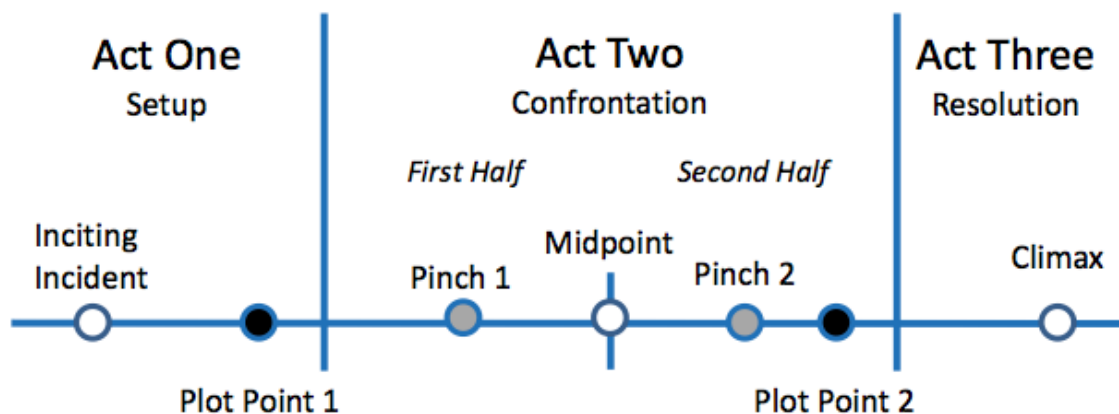 Act One
Setup
Act Two
Confrontation
Act Three
Resolution
First Half
Second Half
Inciting
Incident
Pinch 1
Midpoint
Pinch 2
Climax
Plot Point 1
Plot Point 2